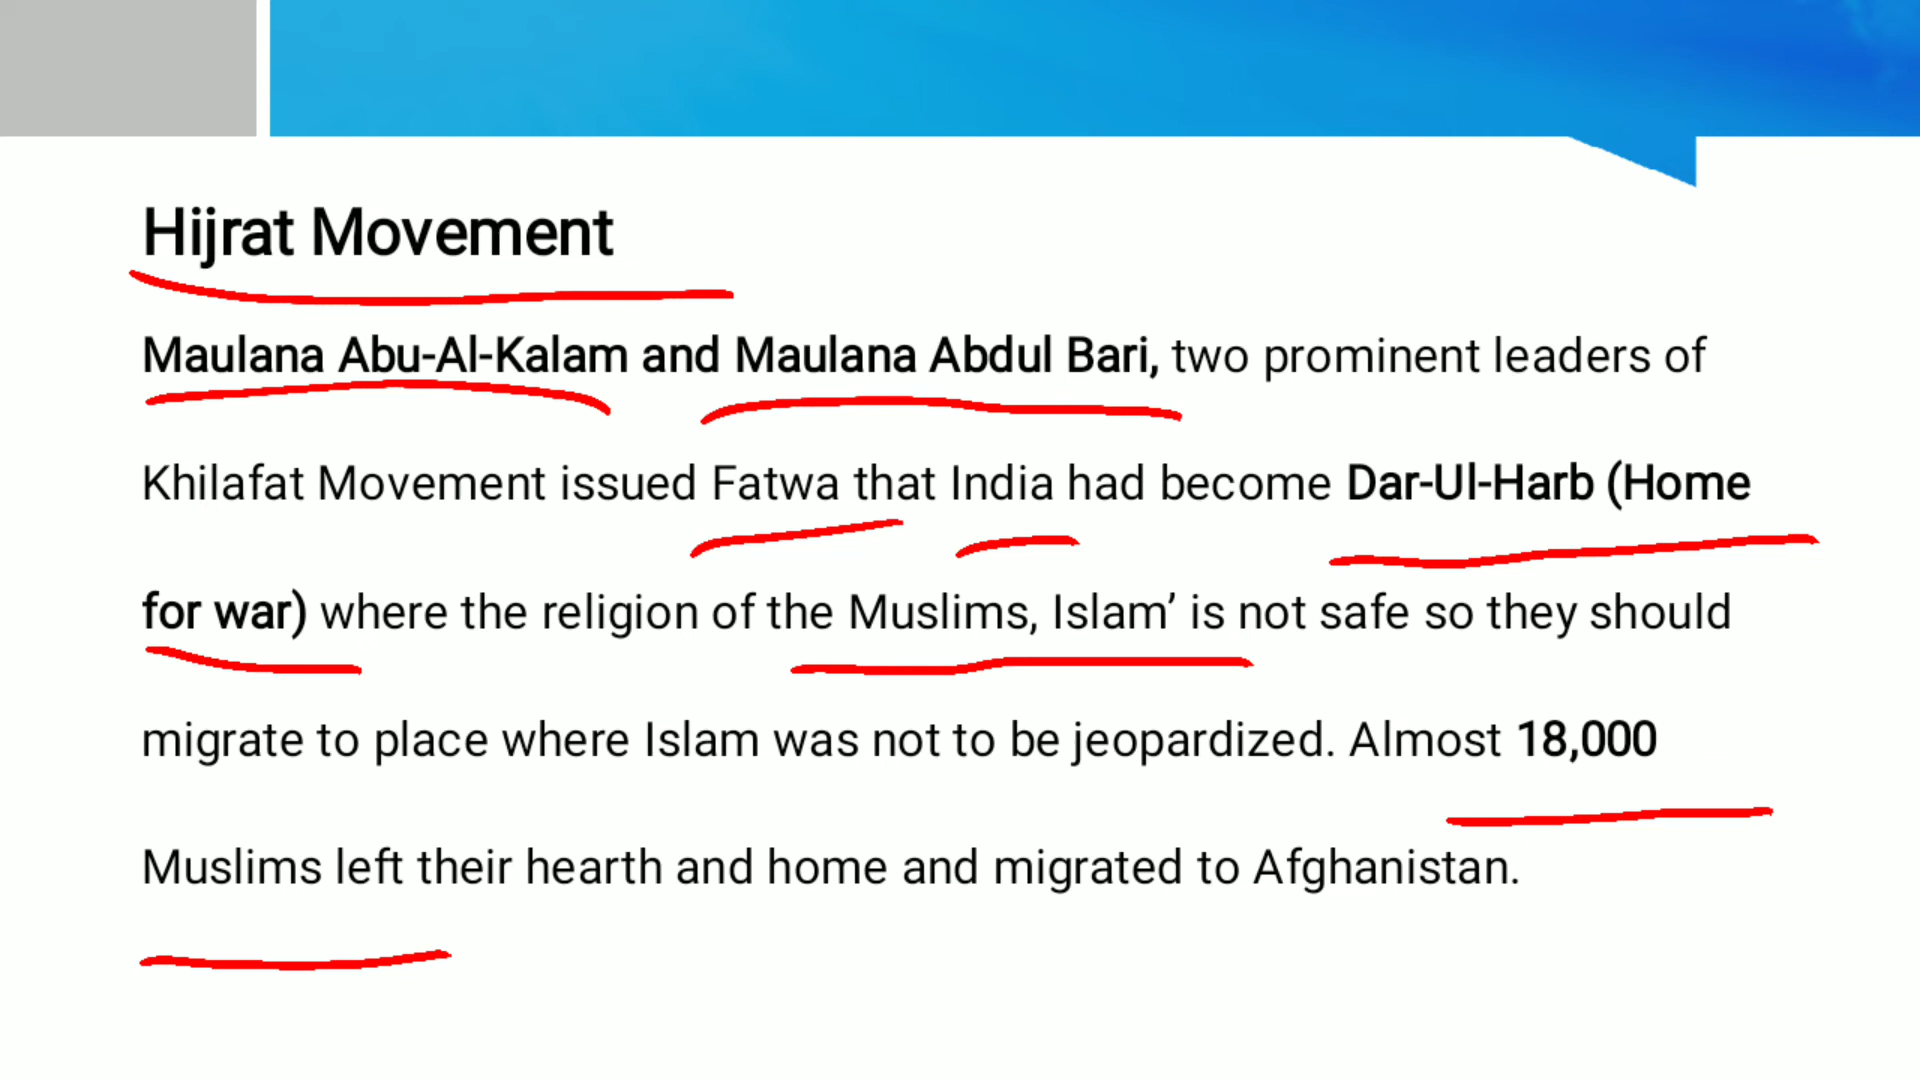 Hijrat Movement
Maulana Abu-Al-Kalam and Maulana Abdul Bari, two prominent leaders of
Khilafat Movement issued Fatwa that India had become Dar-Ul-Harb (Home
for war) where the religion of the Muslims, Islam’ is not safe so they should
migrate to place where Islam was not to be jeopardized. Almost 18,000
Muslims left their hearth and home and migrated to Afghanistan.